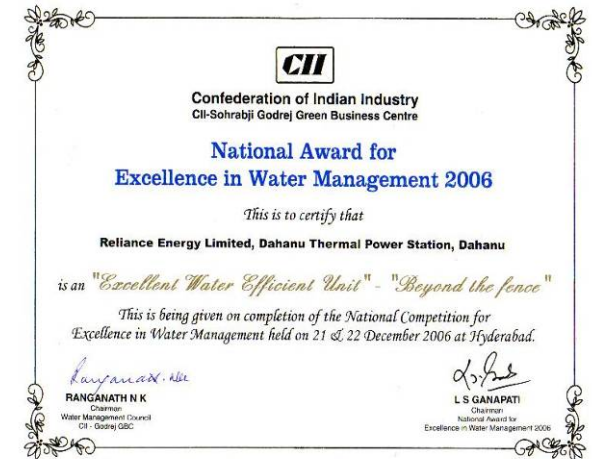 CII
Confederation of Indian Industry
CII-Sohrabji Godrej Green Business Centre
National Award for
Excellence in Water Management 2006
This is to certify that
Reliance Energy Limited, Dahanu Thermal Power Station, Dahanu
is an "Excellent Water Efficient Unit" - "Beyond the fence"
This is being given on completion of the National Competition for
Excellence in Water Management held on 21 & 22 December 2006 at Hyderabad.
RANGANATH N K
Chairman
Water Management Council
CII - Godrej GBC
L S GANAPATI
Chairman
National Award for
Excellence in Water Management 2006